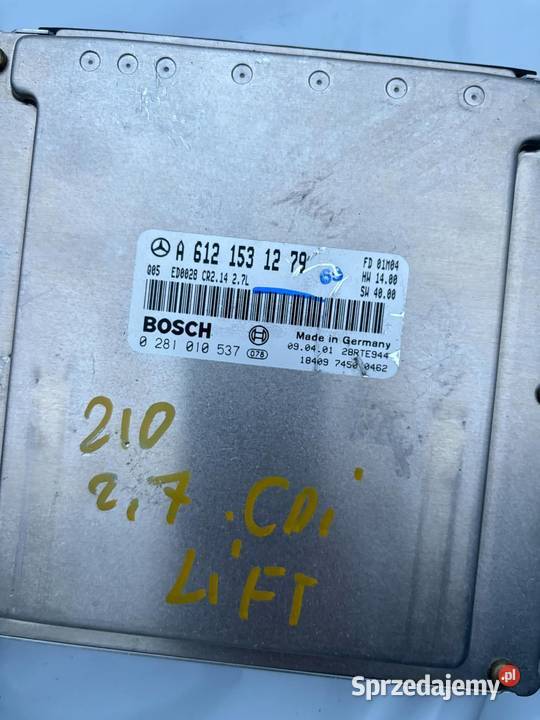 A 612 153 12 79
FD 01M04
Q05 ED0028 CR2.14 2.7L
HW 14.00
SW 40.00
BOSCH
Made in Germany
0 281 010 537 078
09.04.01 28RTE944
18409 7450 0462
210
2,7 .CDi
LiFT
Sprzedajemy.pl